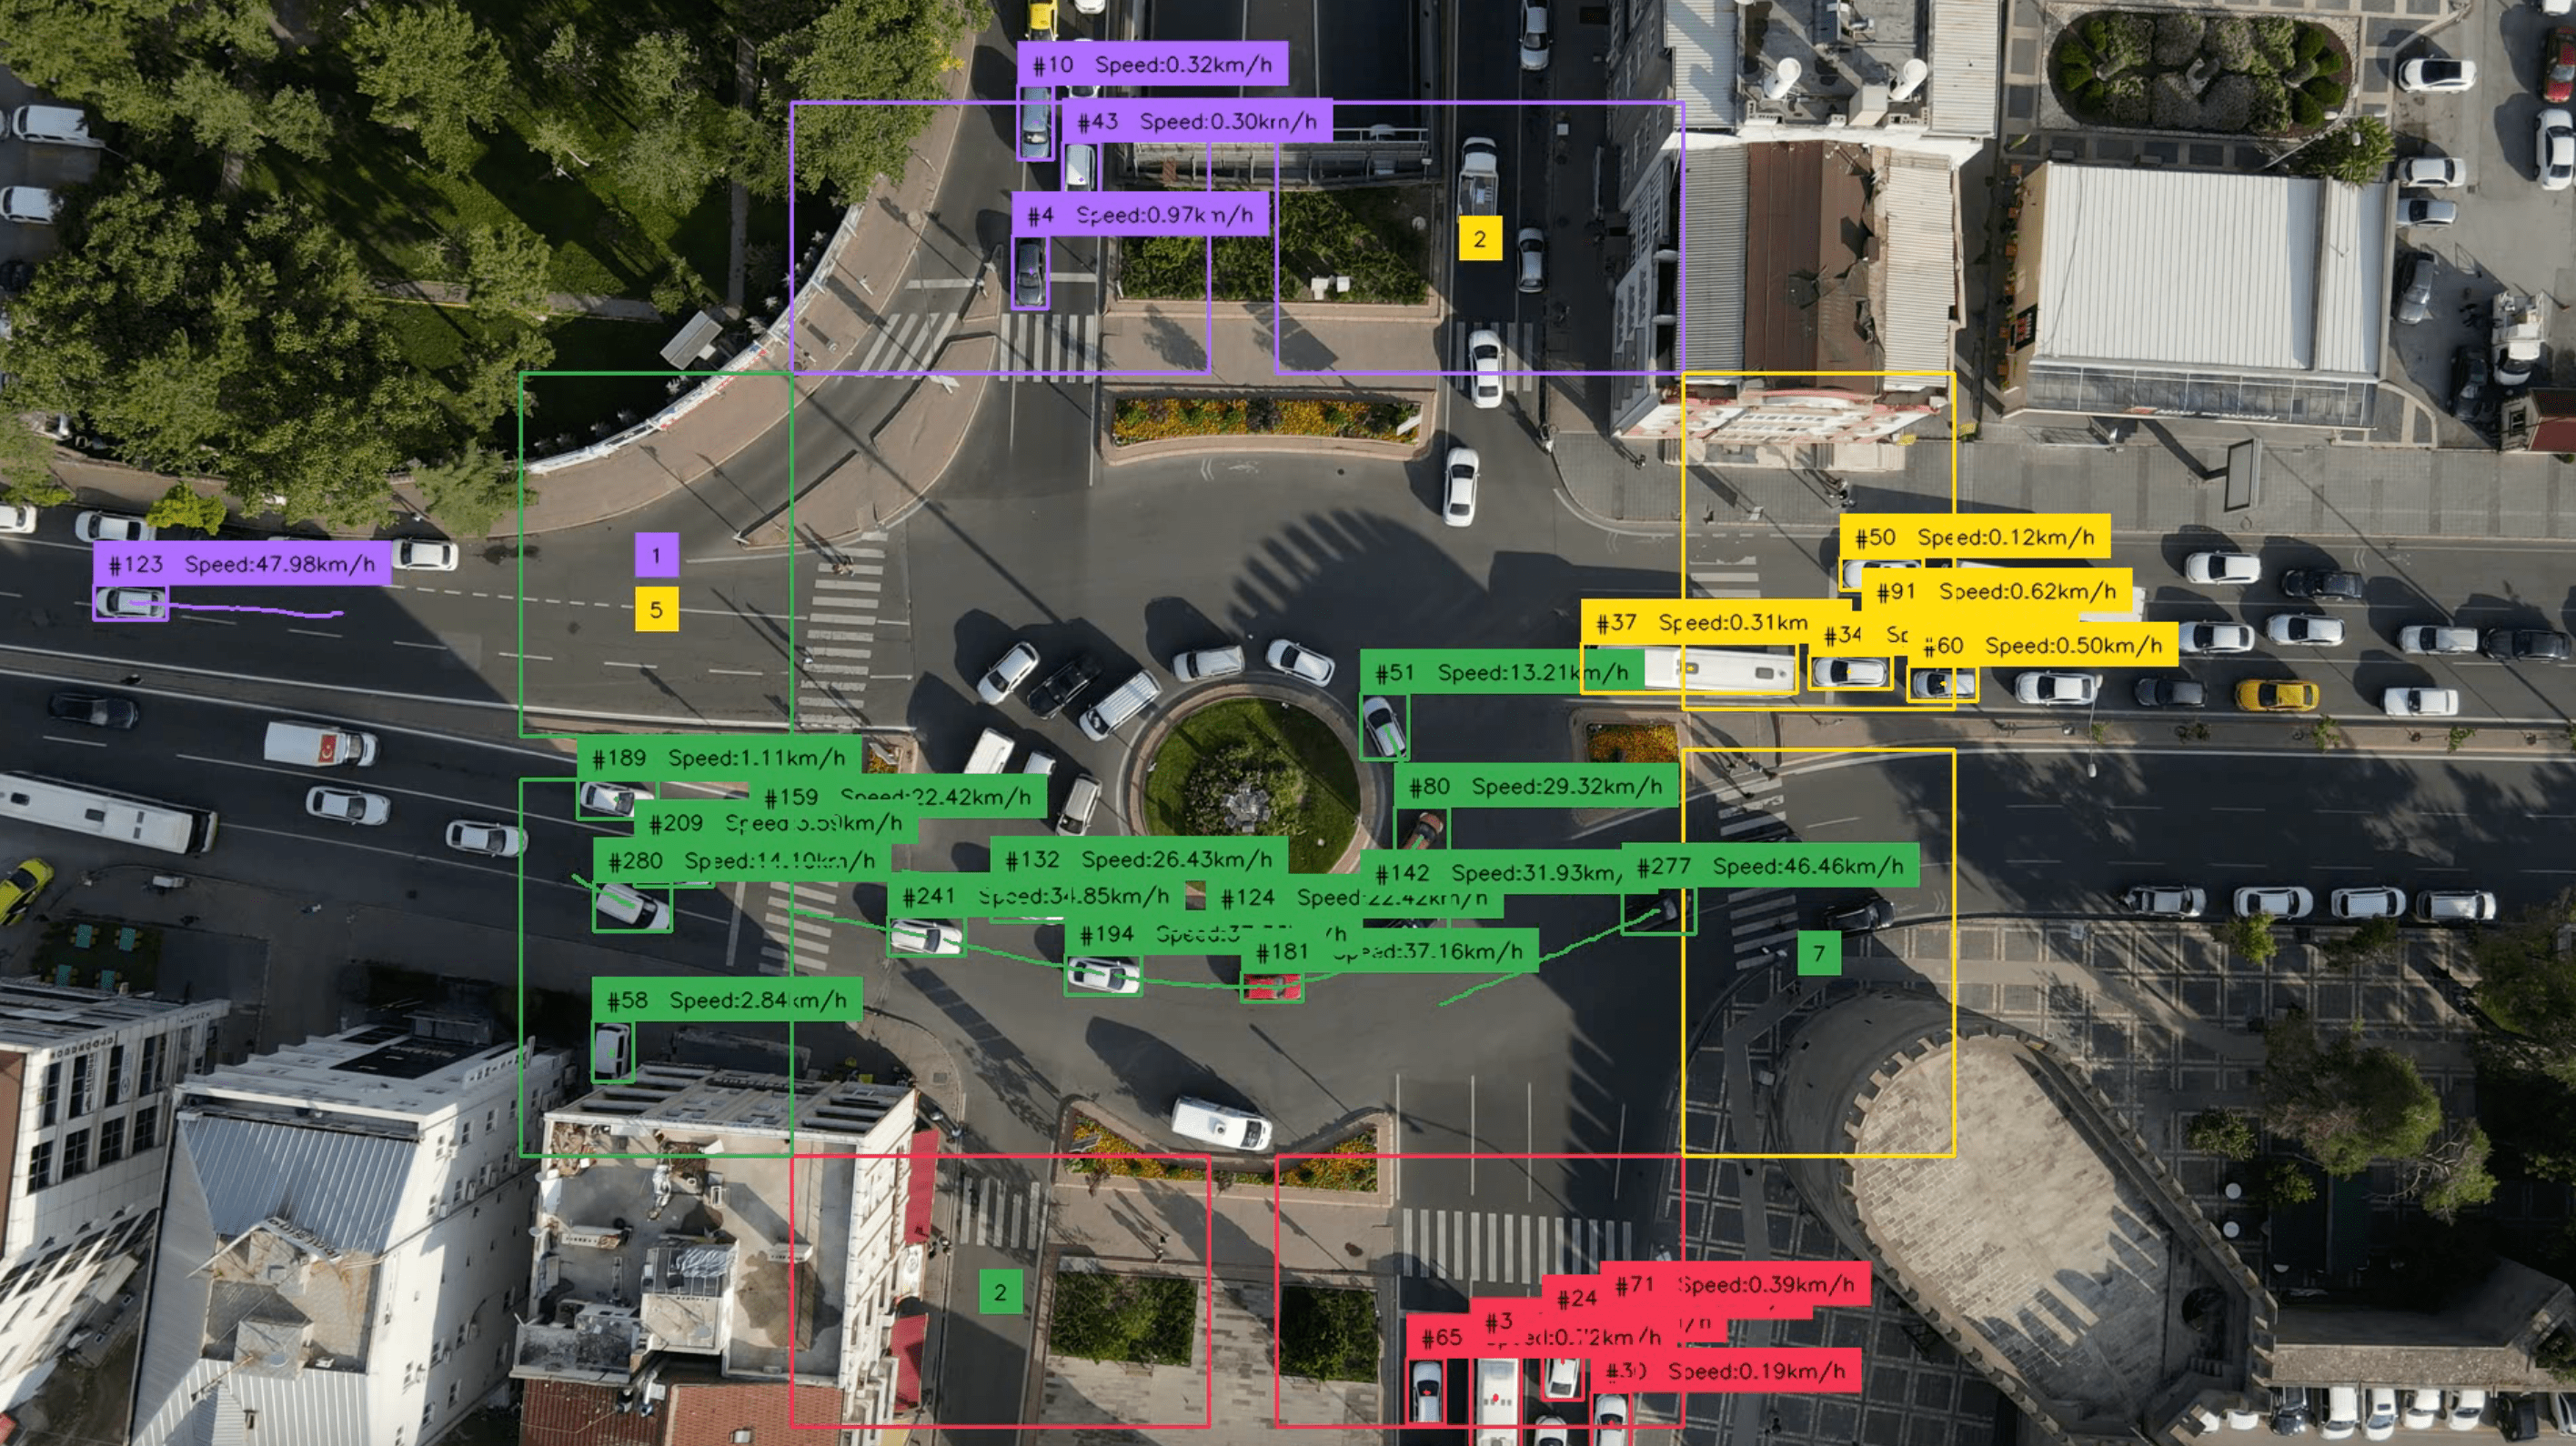 #10 Speed:0.32km/h
#43 Speed:0.30km/h
#4 Speed:0.97km/h
2
#123 Speed:47.98km/h
1
5
#50 Speed:0.12km/h
#91 Speed:0.62km/h
#37 Speed:0.31km
#34
#60 Speed:0.50km/h
#51 Speed:13.21km/h
#189 Speed:1.11km/h
#80 Speed:29.32km/h
#159 Speed:22.42km/h
#209
#280 Speed:14.10km/h
#132 Speed:26.43km/h
#142 Speed:31.93km/
#277 Speed:46.46km/h
#241 Speed:34.85km/h
#124 Speed:22.42km/h
#194
#181 Speed:37.16km/h
7
#58 Speed:2.84km/h
2
#71 Speed:0.39km/h
#24
#3
#65 Speed:0.72km/h
Speed:0.19km/h